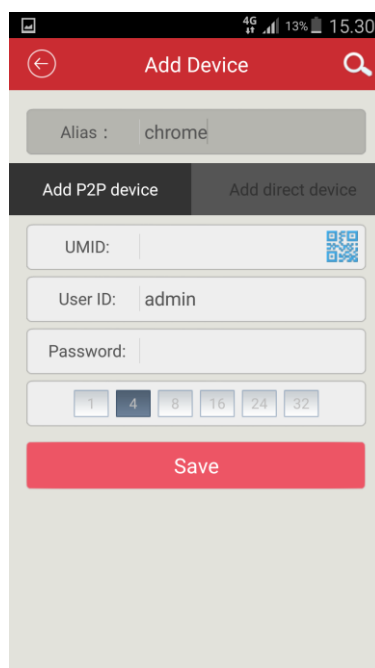 4G 13% 15.30
Add Device
Alias : chrome
Add P2P device Add direct device
UMID:
User ID: admin
Password:
1 4 8 16 24 32
Save